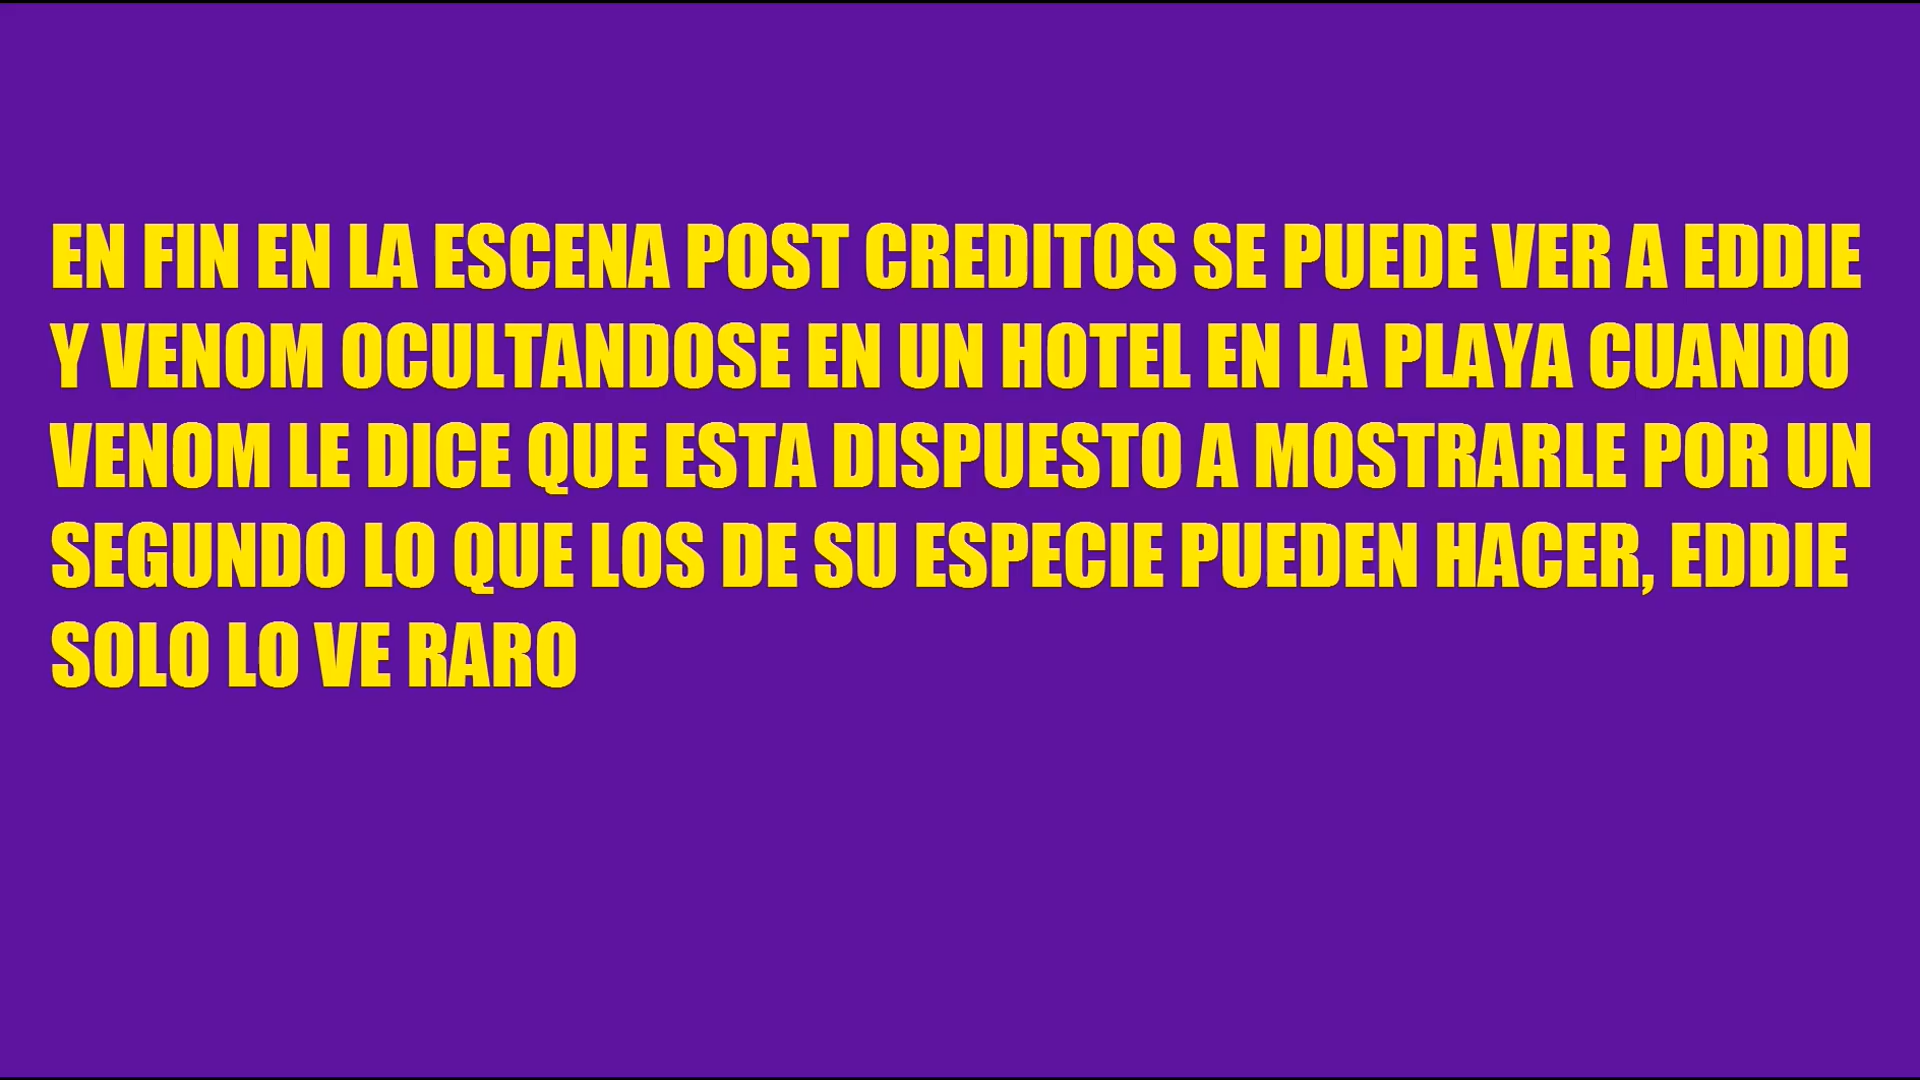 EN FIN EN LA ESCENA POST CREDITOS SE PUEDE VER A EDDIE
Y VENOM OCULTANDOSE EN UN HOTEL EN LA PLAYA CUANDO
VENOM LE DICE QUE ESTA DISPUESTO A MOSTRARLE POR UN
SEGUNDO LO QUE LOS DE SU ESPECIE PUEDEN HACER, EDDIE
SOLO LO VE RARO